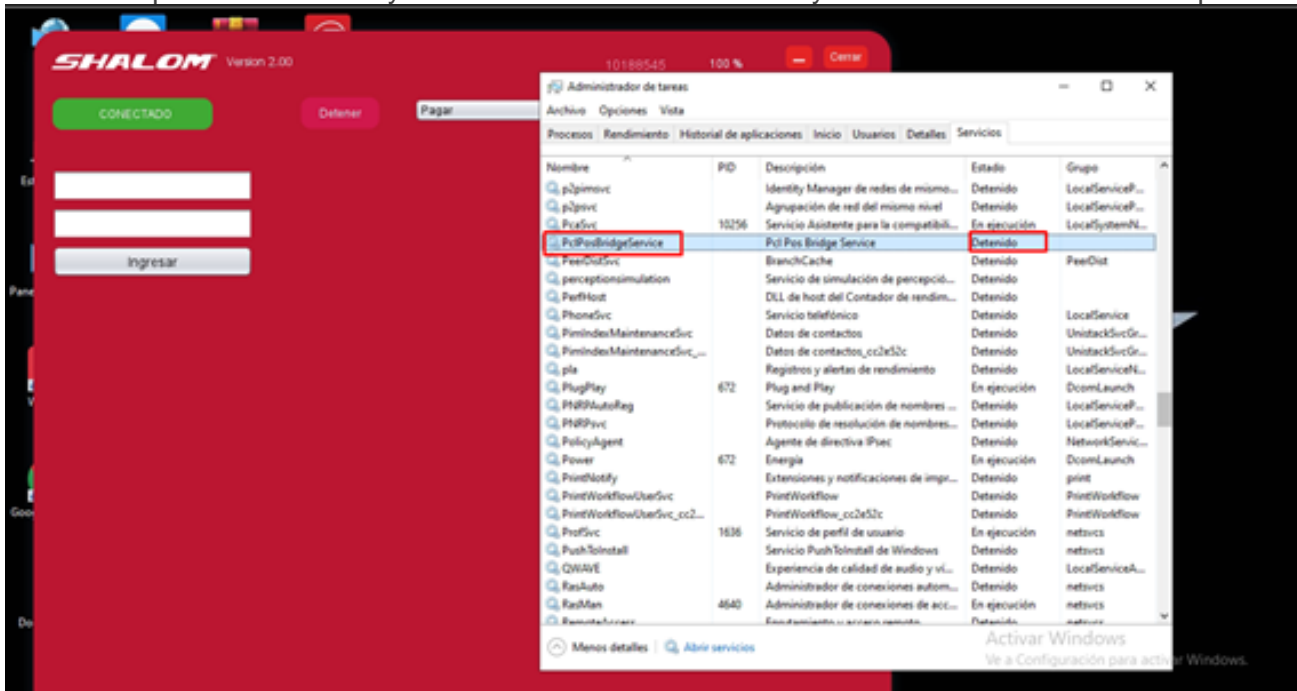 SHALOM Version 2.00
10188545 100 % Cerrar
CONECTADO Detener Pagar
Ingresar
Administrador de tareas
Archivo Opciones Vista
Procesos Rendimiento Historial de aplicaciones Inicio Usuarios Detalles Servicios
Nombre PID Descripción Estado Grupo
p2pimsvc Identity Manager de redes de mismo... Detenido LocalServiceP...
p2psvc Agrupación de red del mismo nivel Detenido LocalServiceP...
PcaSvc 10256 Servicio Asistente para la compatibili... En ejecución LocalSystemN...
PclPosBridgeService Pcl Pos Bridge Service Detenido
PeerDistSvc BranchCache Detenido PeerDist
perceptionsimulation Servicio de simulación de percepció... Detenido
PerfHost DLL de host del Contador de rendim... Detenido
PhoneSvc Servicio telefónico Detenido LocalService
PimIndexMaintenanceSvc Datos de contactos Detenido UnistackSvcGr...
PimIndexMaintenanceSvc_... Datos de contactos_cc2e52c Detenido UnistackSvcGr...
pla Registros y alertas de rendimiento Detenido LocalServiceN...
PlugPlay 672 Plug and Play En ejecución DcomLaunch
PNRPAutoReg Servicio de publicación de nombres ... Detenido LocalServiceP...
PNRPsvc Protocolo de resolución de nombres... Detenido LocalServiceP...
PolicyAgent Agente de directiva IPsec Detenido NetworkServic...
Power 672 Energía En ejecución DcomLaunch
PrintNotify Extensiones y notificaciones de impr... Detenido print
PrintWorkflowUserSvc PrintWorkflow Detenido PrintWorkflow
PrintWorkflowUserSvc_cc2... PrintWorkflow_cc2e52c Detenido PrintWorkflow
ProfSvc 1636 Servicio de perfil de usuario En ejecución netsvcs
PushToInstall Servicio PushToInstall de Windows Detenido netsvcs
QWAVE Experiencia de calidad de audio y ví... Detenido LocalServiceA...
RasAuto Administrador de conexiones autom... Detenido netsvcs
RasMan 4640 Administrador de conexiones de acc... En ejecución netsvcs
RemoteAccess Enrutamiento y acceso remoto Detenido netsvcs
Menos detalles Abrir servicios
Activar Windows
Ve a Configuración para activar Windows.